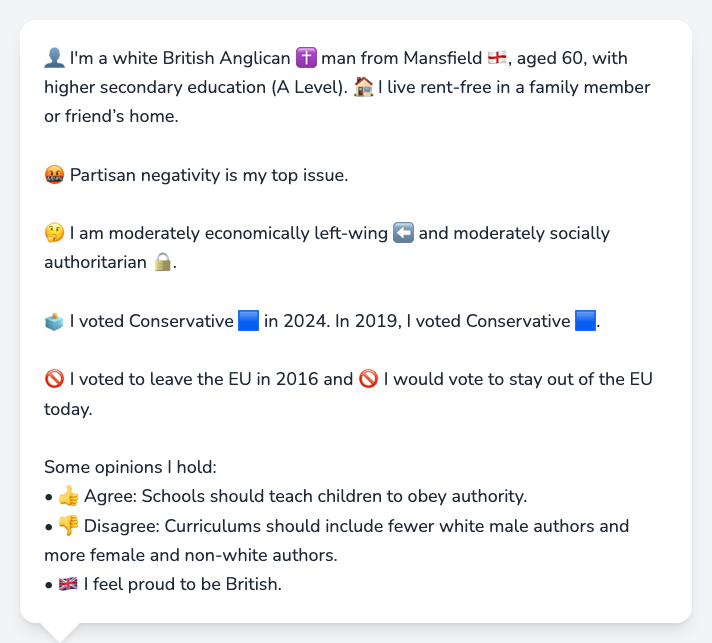 👤 I'm a white British Anglican ✝️ man from Mansfield 🏴󠁧󠁢󠁥󠁮󠁧󠁿, aged 60, with
higher secondary education (A Level). 🏠 I live rent-free in a family member
or friend’s home.
🤬 Partisan negativity is my top issue.
🤔 I am moderately economically left-wing ⬅️ and moderately socially
authoritarian 🔒.
🗳️ I voted Conservative 🟦 in 2024. In 2019, I voted Conservative 🟦.
🚫 I voted to leave the EU in 2016 and 🚫 I would vote to stay out of the EU
today.
Some opinions I hold:
• 👍 Agree: Schools should teach children to obey authority.
• 👎 Disagree: Curriculums should include fewer white male authors and
more female and non-white authors.
• 🇬🇧 I feel proud to be British.